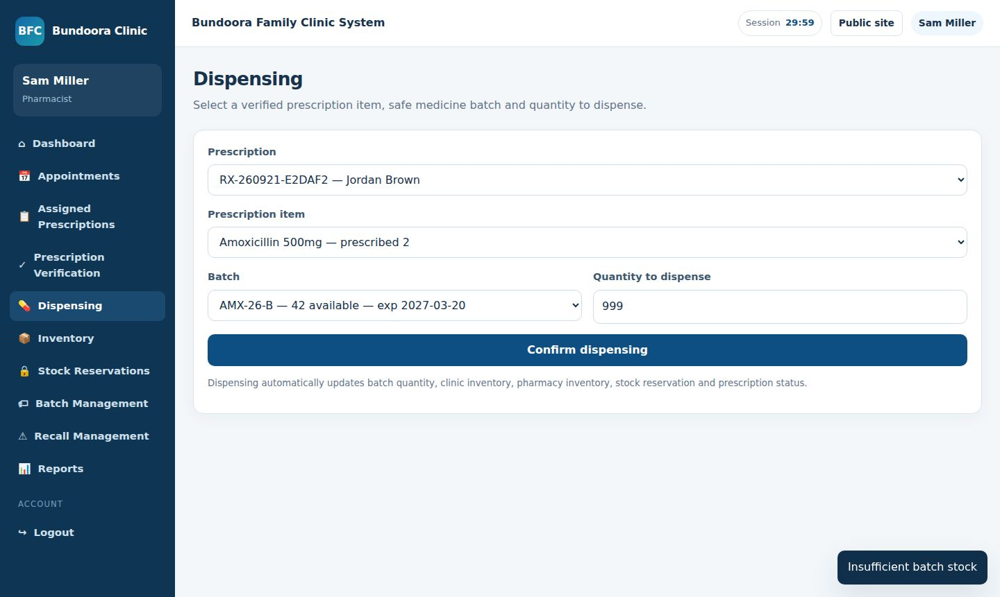 BFC
Bundoora Clinic
Sam Miller
Pharmacist
Dashboard
Appointments
Assigned
Prescriptions
Prescription
Verification
Dispensing
Inventory
Stock Reservations
Batch Management
Recall Management
Reports
ACCOUNT
Logout
Bundoora Family Clinic System
Session 29:59
Public site
Sam Miller
Dispensing
Select a verified prescription item, safe medicine batch and quantity to dispense.
Prescription
RX-260921-E2DAF2 — Jordan Brown
Prescription item
Amoxicillin 500mg — prescribed 2
Batch
Quantity to dispense
AMX-26-B — 42 available — exp 2027-03-20
999
Confirm dispensing
Dispensing automatically updates batch quantity, clinic inventory, pharmacy inventory, stock reservation and prescription status.
Insufficient batch stock